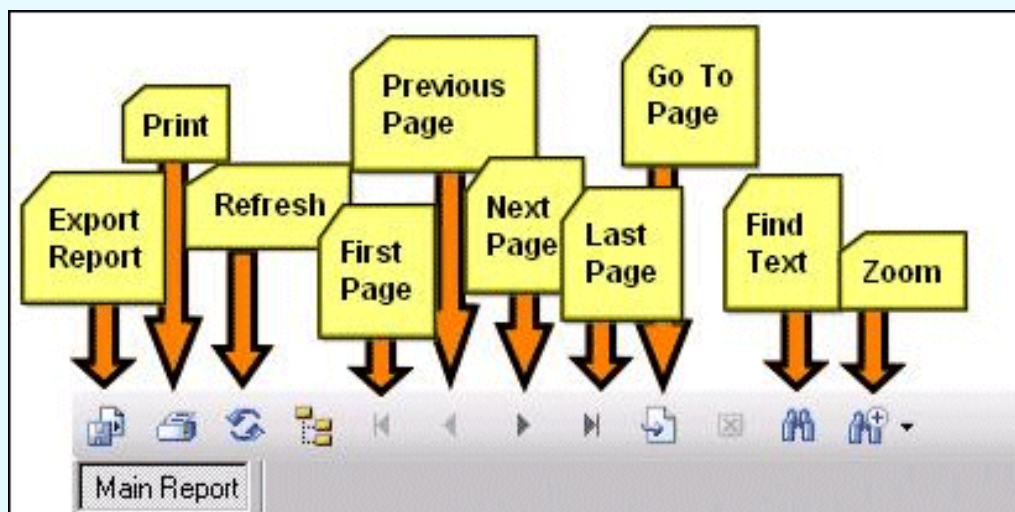 Export
Report
Print
Refresh
First
Page
Previous
Page
Next
Page
Last
Page
Go To
Page
Find
Text
Zoom
Main Report